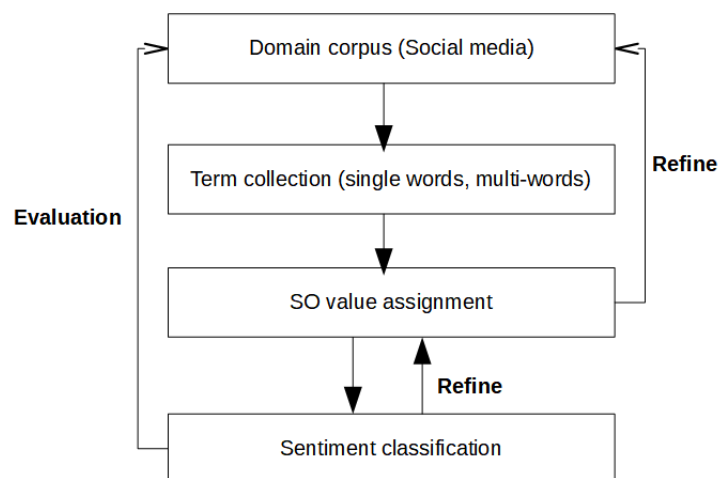 Domain corpus (Social media)
Refine
Term collection (single words, multi-words)
Evaluation
SO value assignment
Refine
Sentiment classification